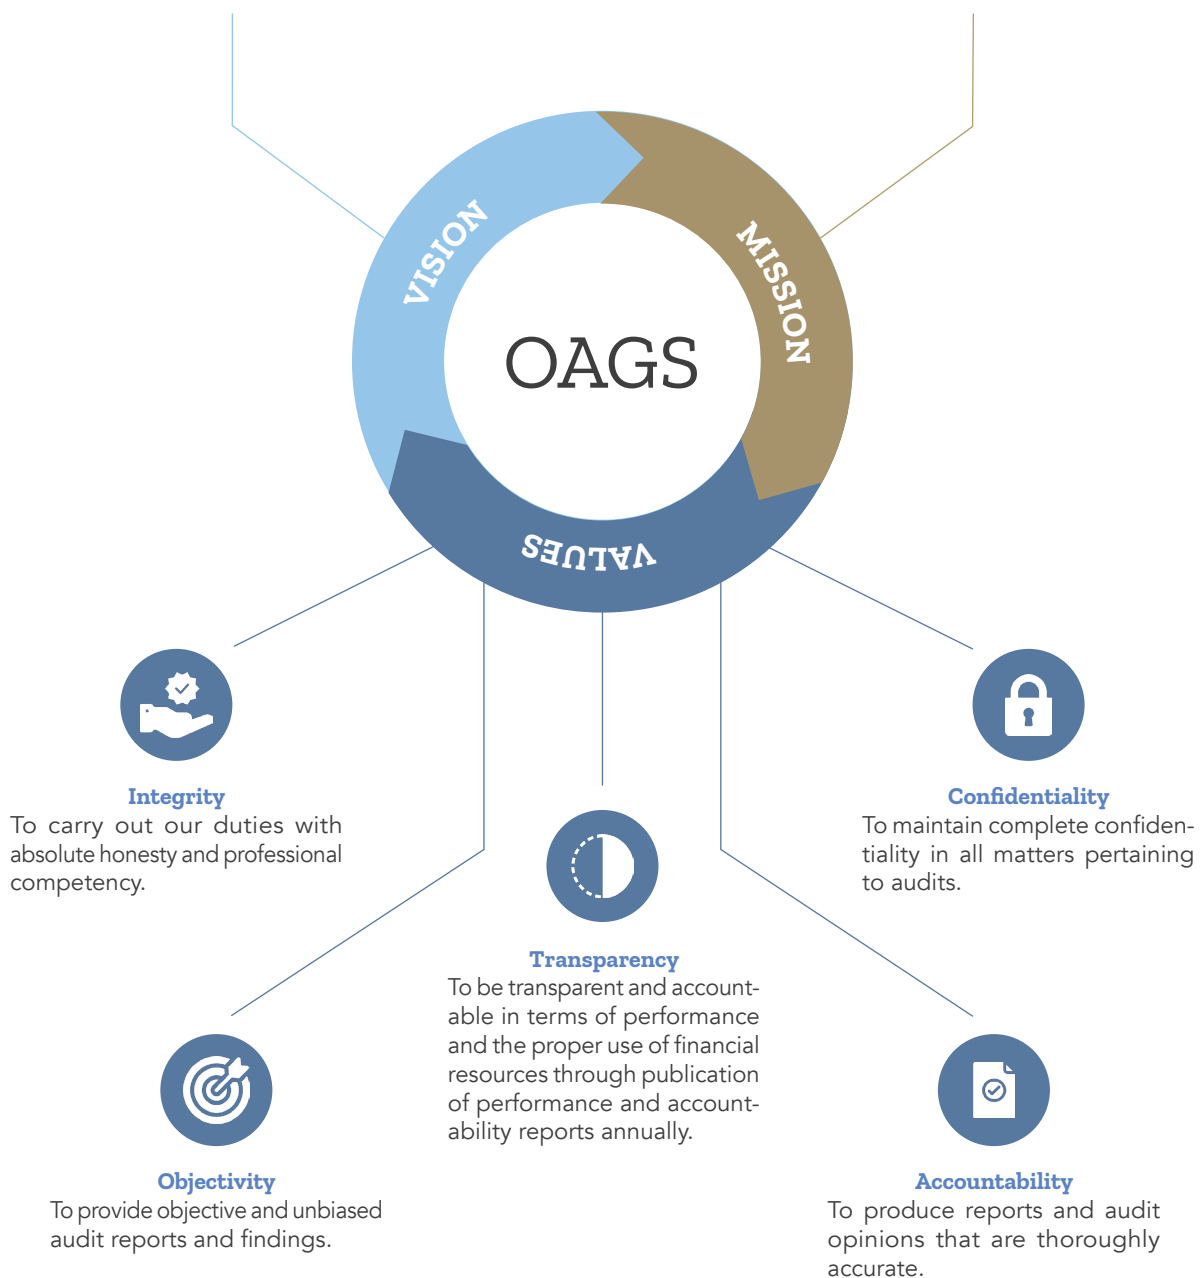 VISION
MISSION
OAGS
VALUES
Integrity
To carry out our duties with
absolute honesty and professional
competency.
Confidentiality
To maintain complete confiden-
tiality in all matters pertaining
to audits.
Transparency
To be transparent and account-
able in terms of performance
and the proper use of financial
resources through publication
of performance and account-
ability reports annually.
Objectivity
To provide objective and unbiased
audit reports and findings.
Accountability
To produce reports and audit
opinions that are thoroughly
accurate.